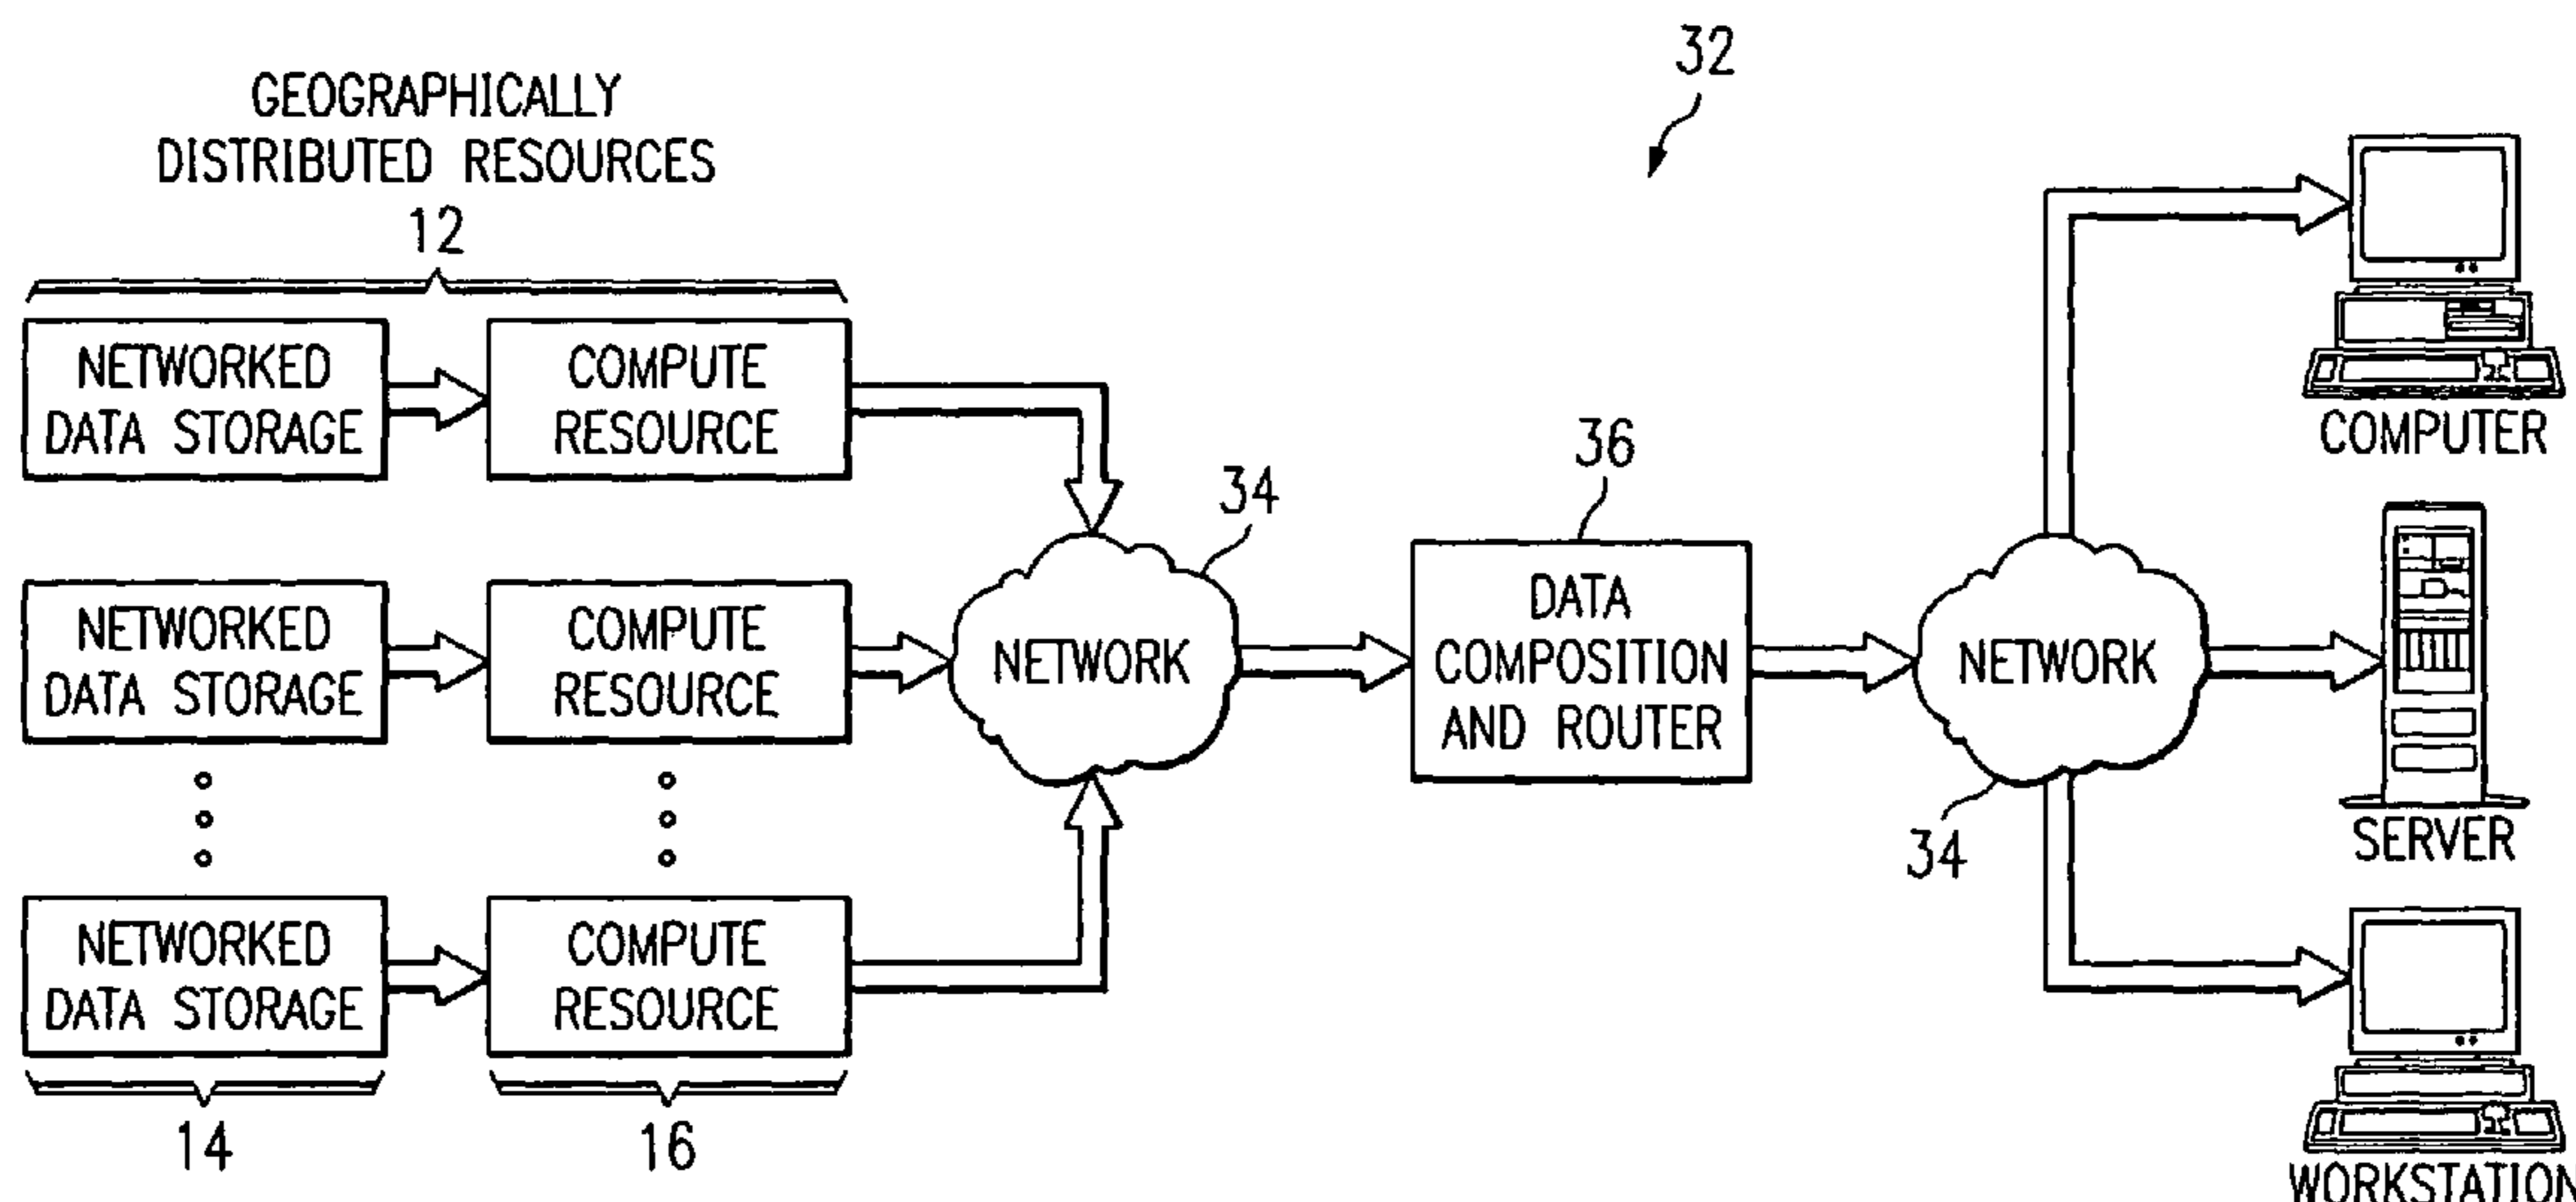 32
GEOGRAPHICALLY
DISTRIBUTED RESOURCES
12
NETWORKED
DATA STORAGE
COMPUTE
RESOURCE
NETWORKED
DATA STORAGE
COMPUTE
RESOURCE
NETWORKED
DATA STORAGE
COMPUTE
RESOURCE
14
16
34
NETWORK
36
DATA
COMPOSITION
AND ROUTER
NETWORK
34
COMPUTER
SERVER
WORKSTATION